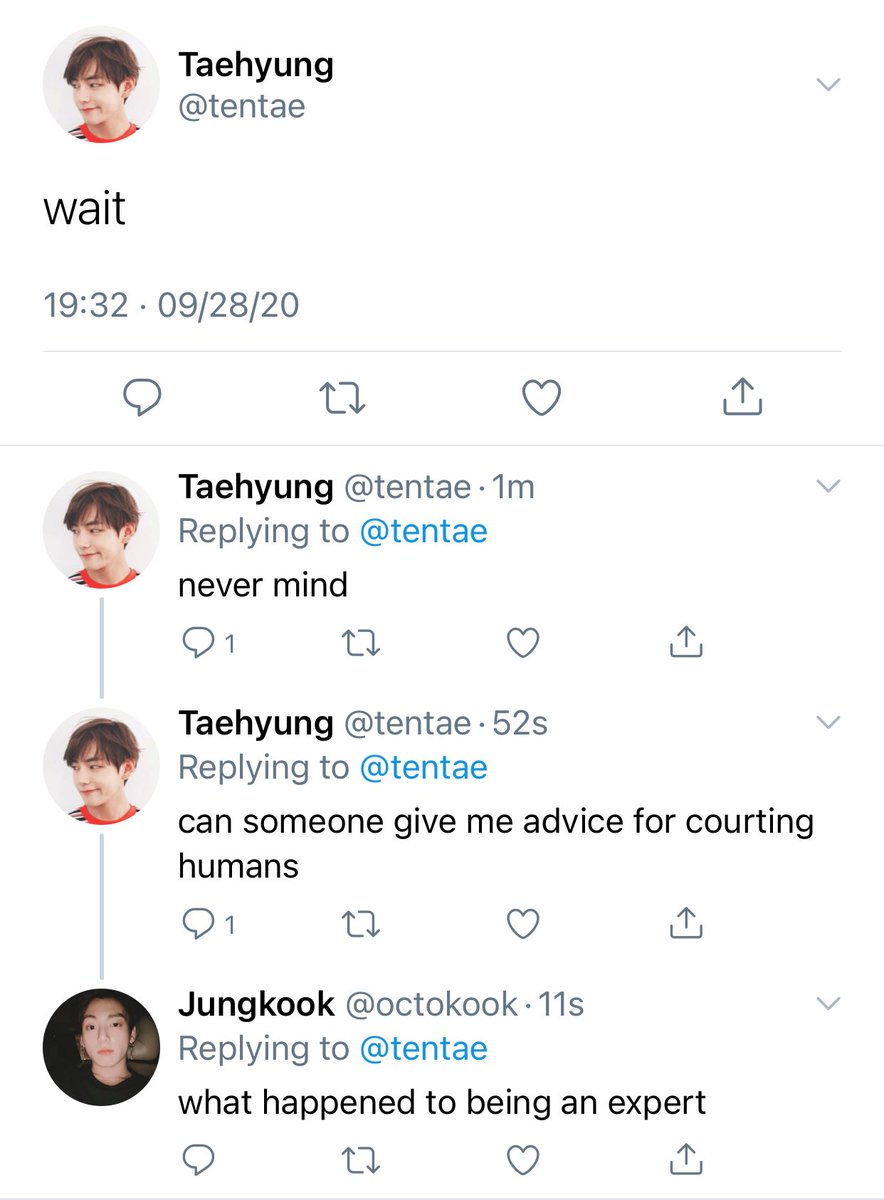 Taehyung
@tentae
wait
19:32 · 09/28/20
Taehyung @tentae · 1m
Replying to @tentae
never mind
1
Taehyung @tentae · 52s
Replying to @tentae
can someone give me advice for courting
humans
1
Jungkook @octokook · 11s
Replying to @tentae
what happened to being an expert